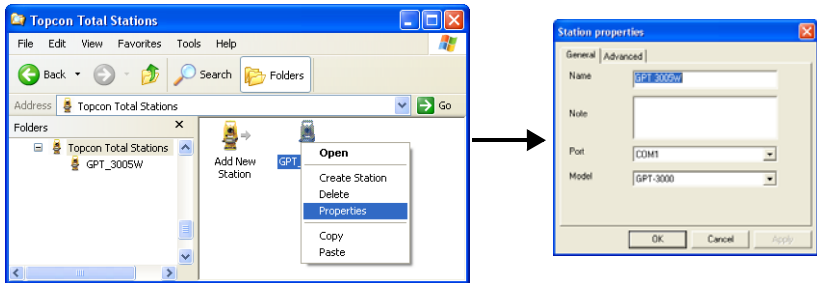 Topcon Total Stations
File Edit View Favorites Tools Help
Back Search Folders
Address Topcon Total Stations Go
Folders x
Topcon Total Stations
GPT_3005W
Add New
Station
GPT_
Open
Create Station
Delete
Properties
Copy
Paste
Station properties
General Advanced
Name GPT 3005w
Note
Port COM1
Model GPT-3000
OK Cancel Apply